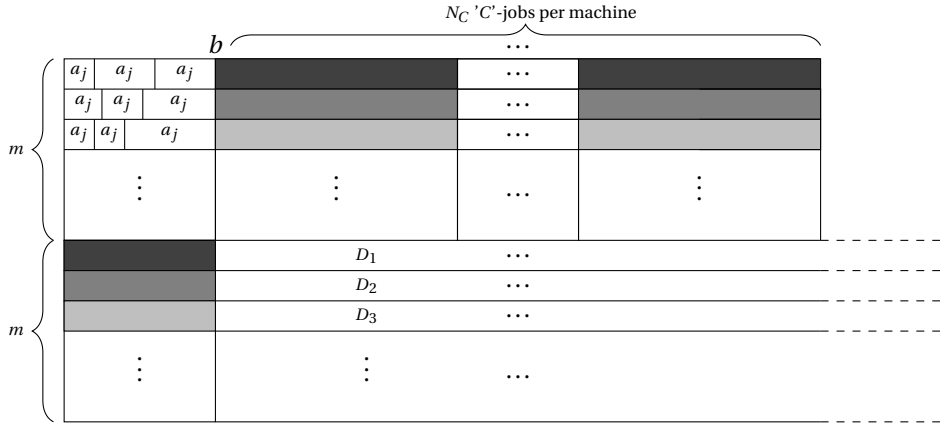 N_C 'C'-jobs per machine
b ...
a_j a_j a_j ...
a_j a_j a_j ...
a_j a_j a_j ...
m
⋮ ⋮ ... ⋮
D_1 ...
D_2 ...
m D_3 ...
⋮ ⋮ ...